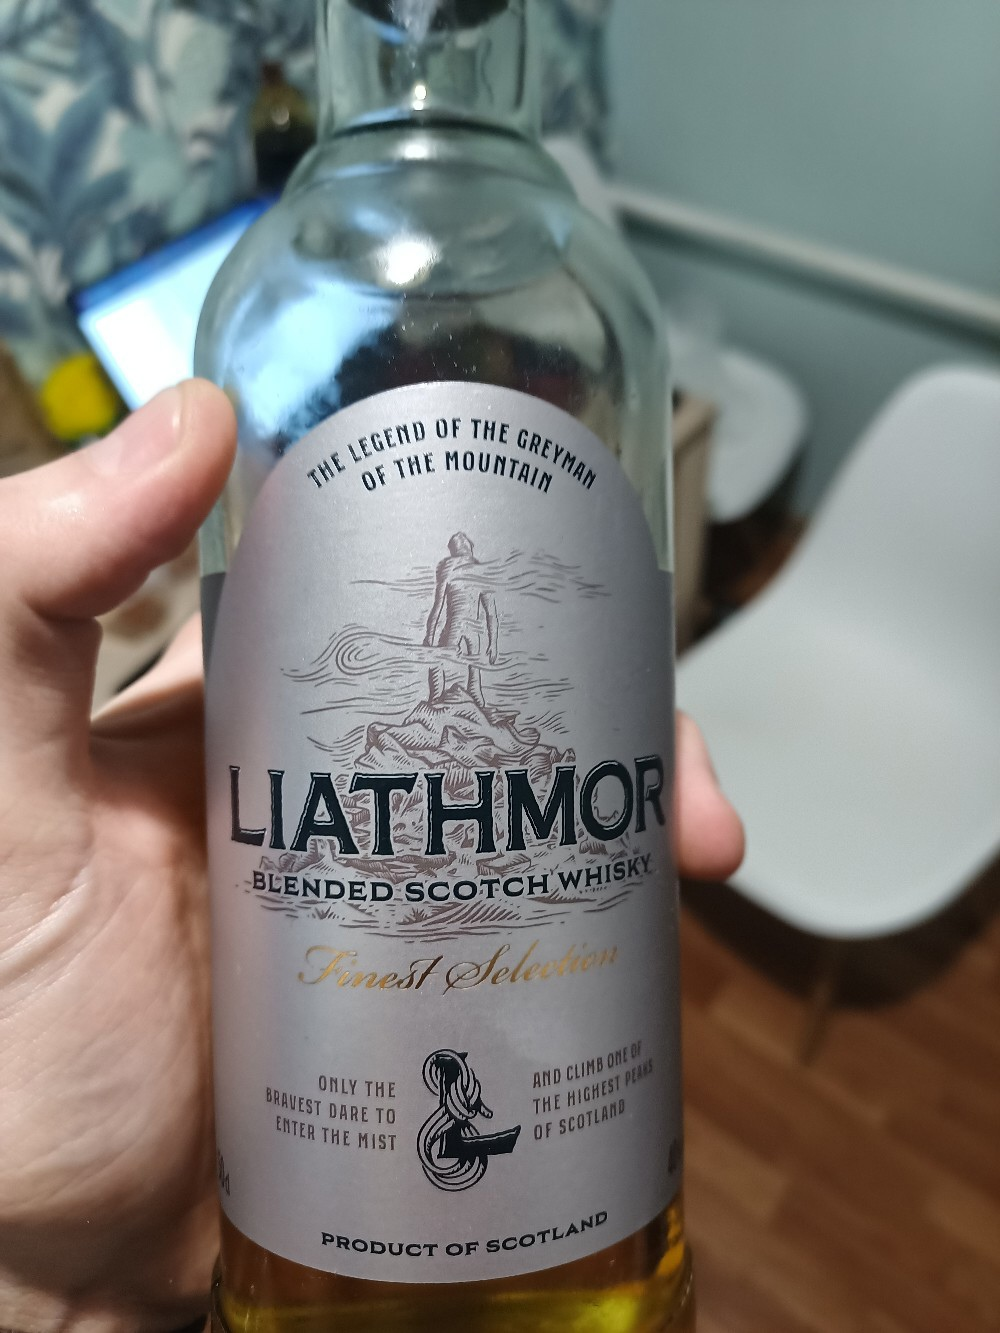 THE LEGEND OF THE GREYMAN
OF THE MOUNTAIN
LIATHMOR
BLENDED SCOTCH WHISKY
Finest Selection
ONLY THE
BRAVEST DARE TO
ENTER THE MIST
L
AND CLIMB ONE OF
THE HIGHEST PEAKS
OF SCOTLAND
PRODUCT OF SCOTLAND